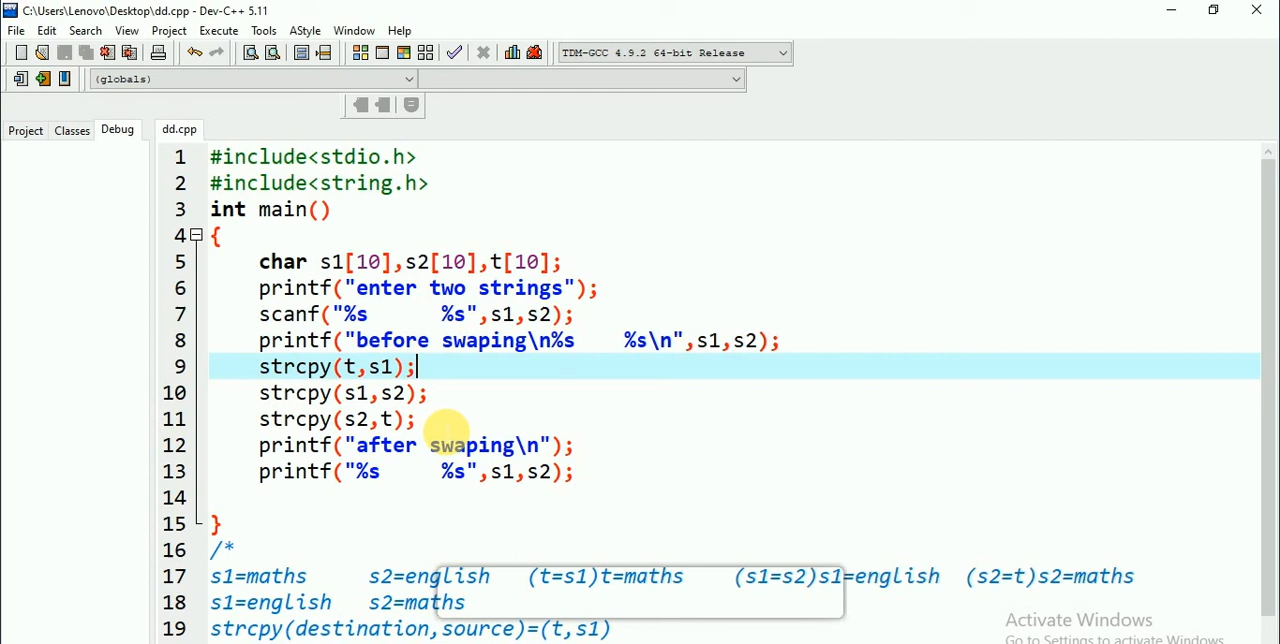 C:\Users\Lenovo\Desktop\dd.cpp - Dev-C++ 5.11
File Edit Search View Project Execute Tools AStyle Window Help
TDM-GCC 4.9.2 64-bit Release
(globals)
Project Classes Debug dd.cpp
1 #include<stdio.h>
2 #include<string.h>
3 int main()
4 {
5 char s1[10],s2[10],t[10];
6 printf("enter two strings");
7 scanf("%s     %s",s1,s2);
8 printf("before swaping\n%s    %s\n",s1,s2);
9 strcpy(t,s1);
10 strcpy(s1,s2);
11 strcpy(s2,t);
12 printf("after swaping\n");
13 printf("%s     %s",s1,s2);
14
15 }
16 /*
17 s1=maths     s2=english   (t=s1)t=maths    (s1=s2)s1=english  (s2=t)s2=maths
18 s1=english   s2=maths
19 strcpy(destination,source)=(t,s1)
Activate Windows
Go to Settings to activate Windows.